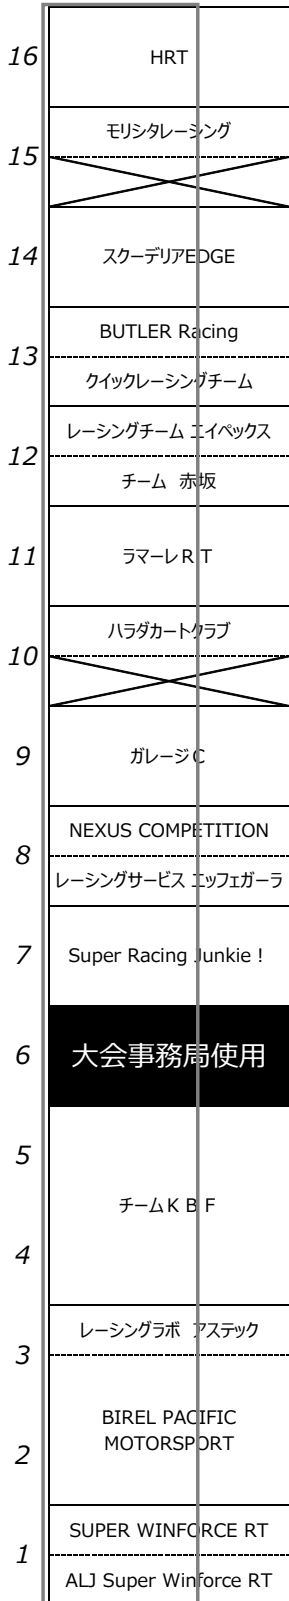 16
HRT
モリシタレーシング
15
14
スクーデリアEDGE
BUTLER Racing
13
クイックレーシングチーム
レーシングチーム エイペックス
12
チーム 赤坂
11
ラマーレＲＴ
ハラダカートクラブ
10
9
ガレージＣ
NEXUS COMPETITION
8
レーシングサービス エッフェガーラ
7
Super Racing Junkie！
6
大会事務局使用
5
チームＫＢＦ
4
レーシングラボ アステック
3
BIREL PACIFIC
MOTORSPORT
2
SUPER WINFORCE RT
1
ALJ Super Winforce RT